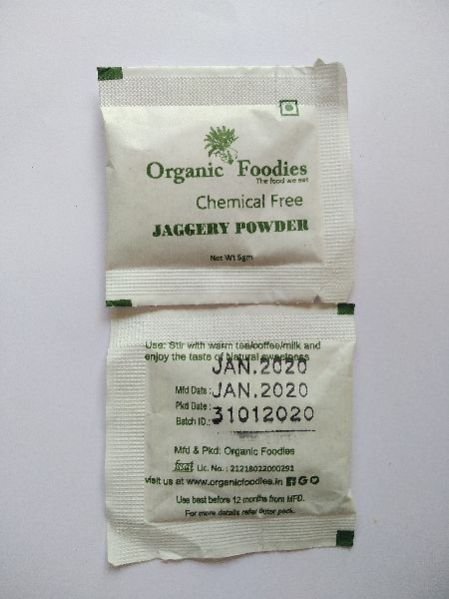 Organic Foodies
The food we eat
Chemical Free
JAGGERY POWDER
Net Wt 5gm
Use: Stir with warm tea/coffee/milk and
enjoy the taste of Natural sweetness
JAN.2020
Mfd Date : JAN.2020
Pkd Date :
Batch ID.: 31012020
Mfd & Pkd: Organic Foodies
fssai Lic. No. : 21218022000291
visit us at www.organicfoodies.in
Use best before 12 months from MFD.
For more details refer outer pack.